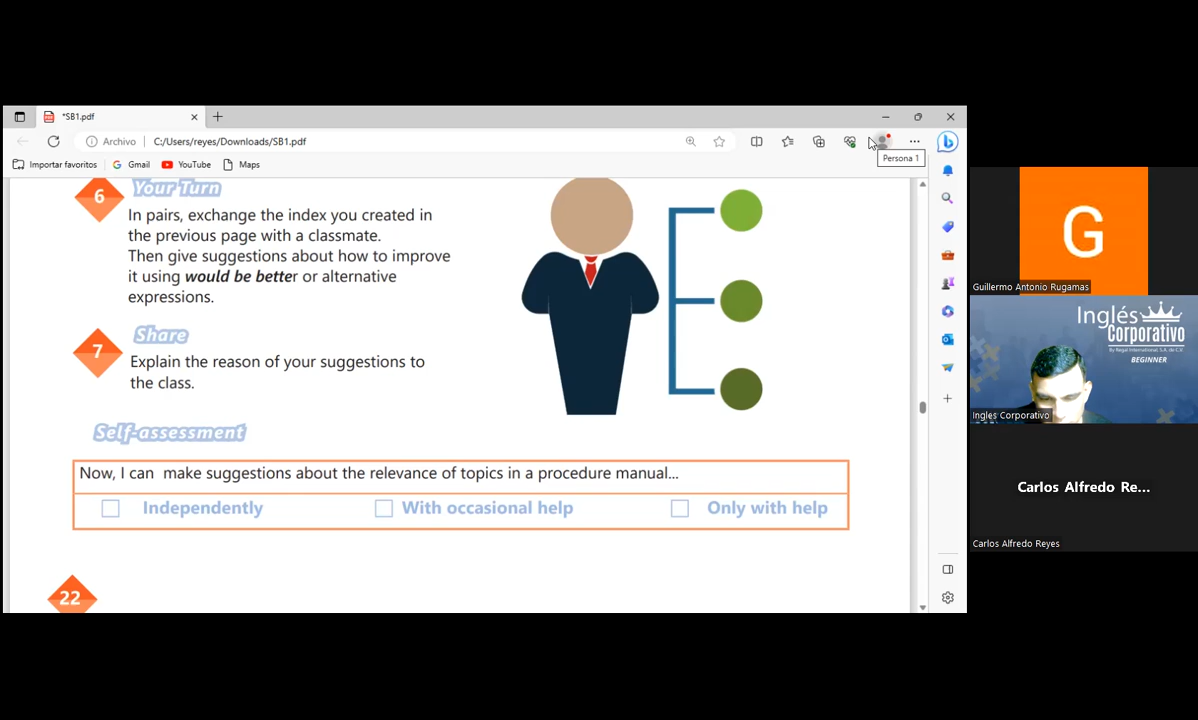 *SB1.pdf
Archivo
C:/Users/reyes/Downloads/SB1.pdf
Persona 1
Importar favoritos
Gmail
YouTube
Maps
6
Your Turn
In pairs, exchange the index you created in
the previous page with a classmate.
Then give suggestions about how to improve
it using would be better or alternative
expressions.
7
Share
Explain the reason of your suggestions to
the class.
Self-assessment
Now, I can make suggestions about the relevance of topics in a procedure manual...
Independently
With occasional help
Only with help
22
G
Guillermo Antonio Rugamas
Inglés
Corporativo
By Regal International, S.A. de C.V.
BEGINNER
Ingles Corporativo
Carlos Alfredo Re...
Carlos Alfredo Reyes